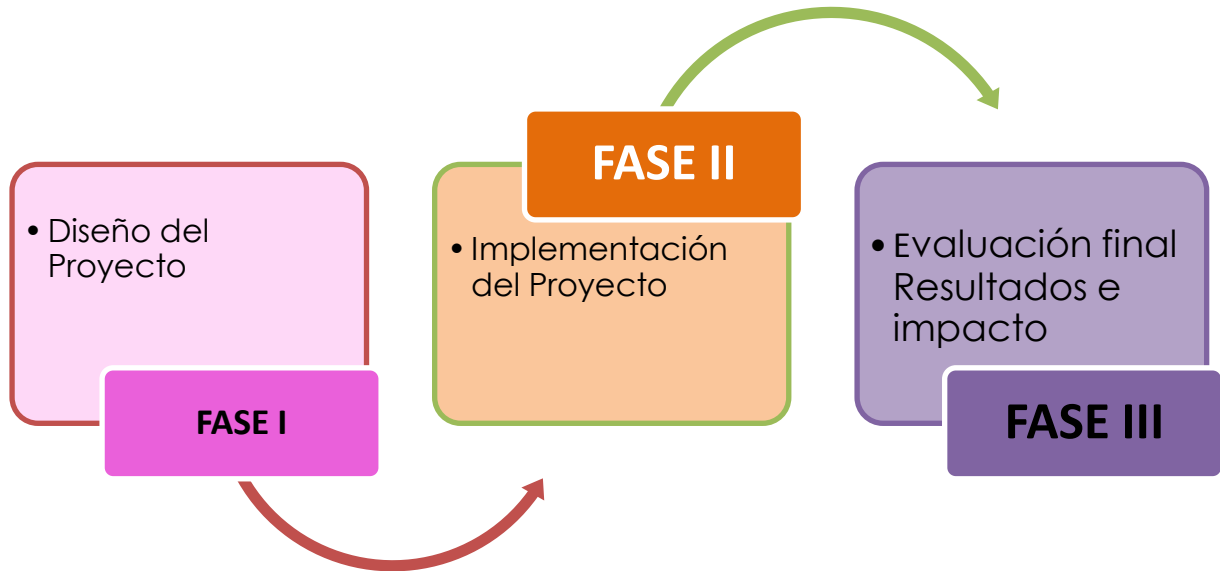 • Diseño del
Proyecto
FASE I
FASE II
• Implementación
del Proyecto
• Evaluación final
Resultados e
impacto
FASE III